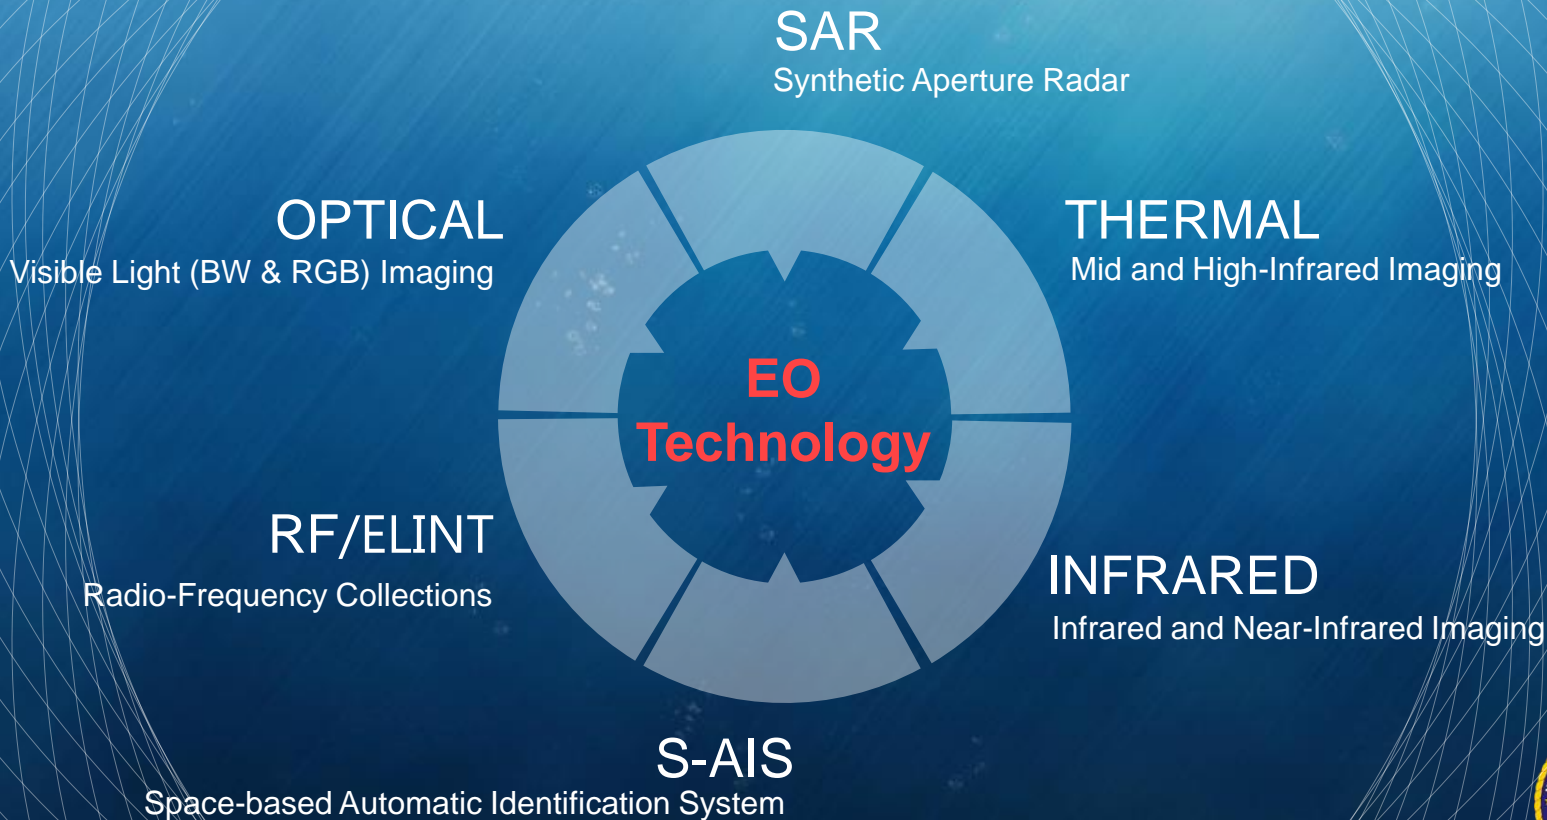 SAR
Synthetic Aperture Radar
OPTICAL
Visible Light (BW & RGB) Imaging
THERMAL
Mid and High-Infrared Imaging
EO
Technology
RF/ELINT
Radio-Frequency Collections
INFRARED
Infrared and Near-Infrared Imaging
S-AIS
Space-based Automatic Identification System